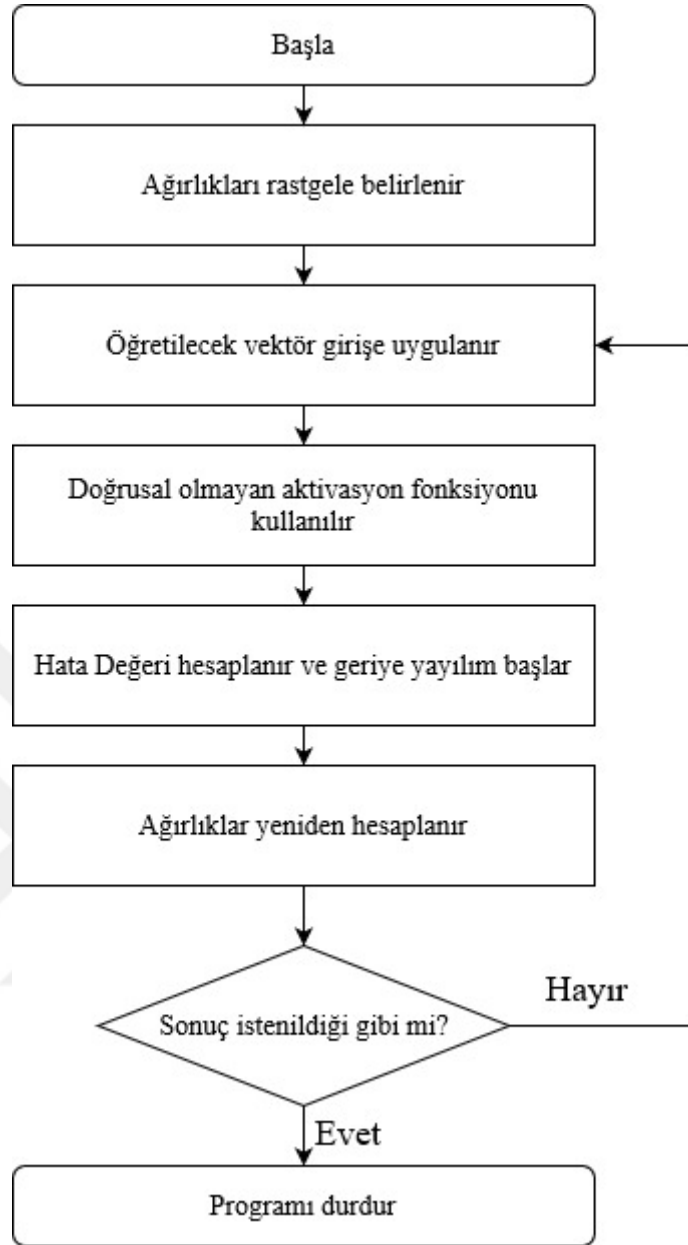 Başla
Ağırlıkları rastgele belirlenir
Öğretilecek vektör girişe uygulanır
Doğrusal olmayan aktivasyon fonksiyonu
kullanılır
Hata Değeri hesaplanır ve geriye yayılım başlar
Ağırlıklar yeniden hesaplanır
Sonuç istenildiği gibi mi?
Hayır
Evet
Programı durdur